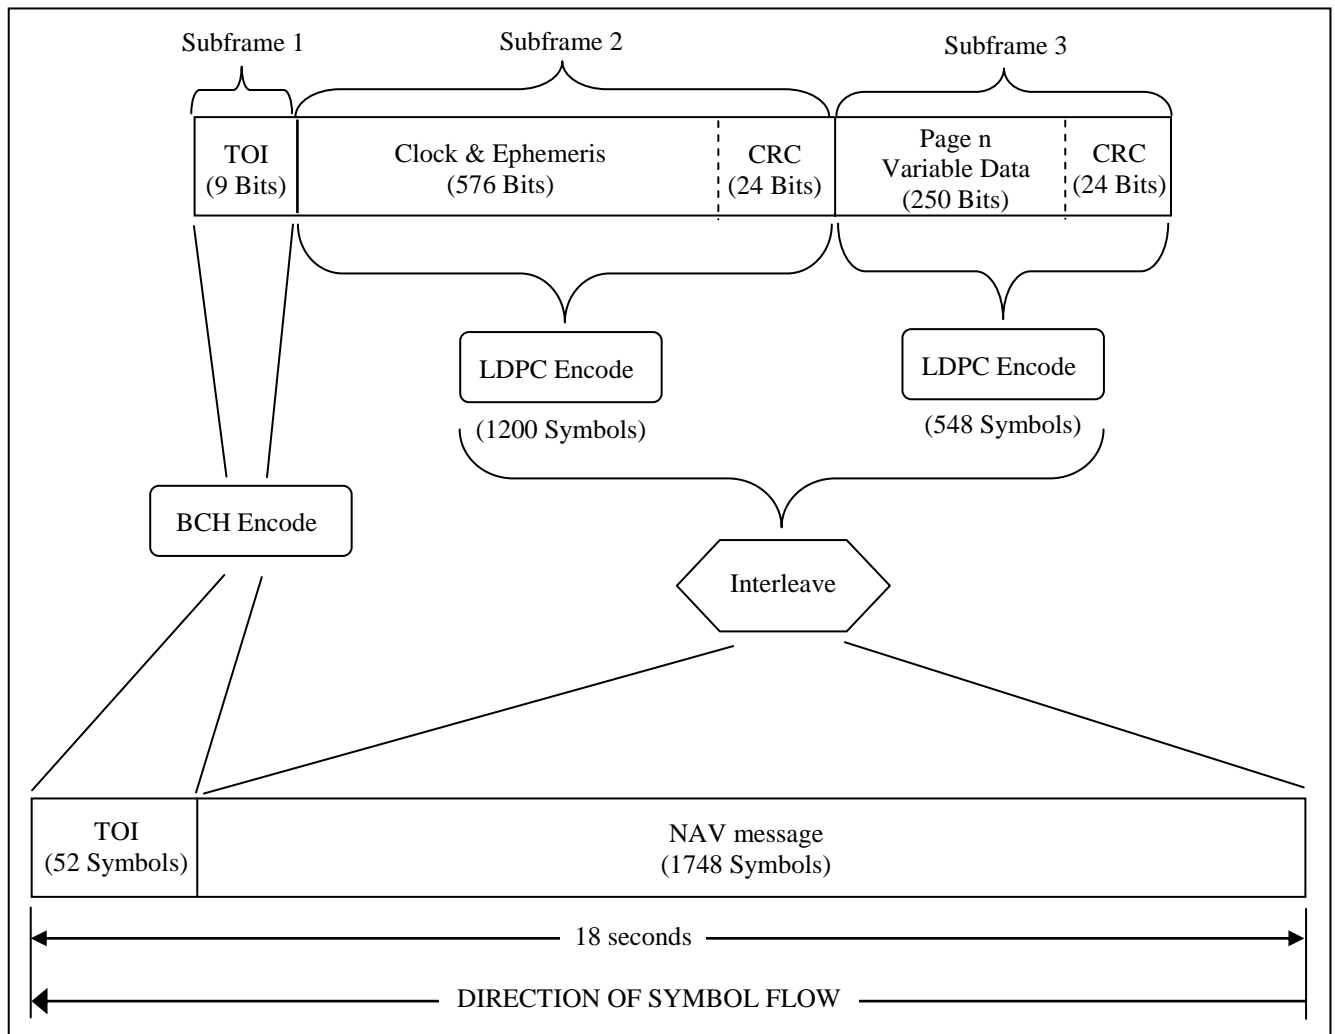 Subframe 1
Subframe 2
Subframe 3
TOI
(9 Bits)
Clock & Ephemeris
(576 Bits)
CRC
(24 Bits)
Page n
Variable Data
(250 Bits)
CRC
(24 Bits)
LDPC Encode
(1200 Symbols)
LDPC Encode
(548 Symbols)
BCH Encode
Interleave
TOI
(52 Symbols)
NAV message
(1748 Symbols)
18 seconds
DIRECTION OF SYMBOL FLOW